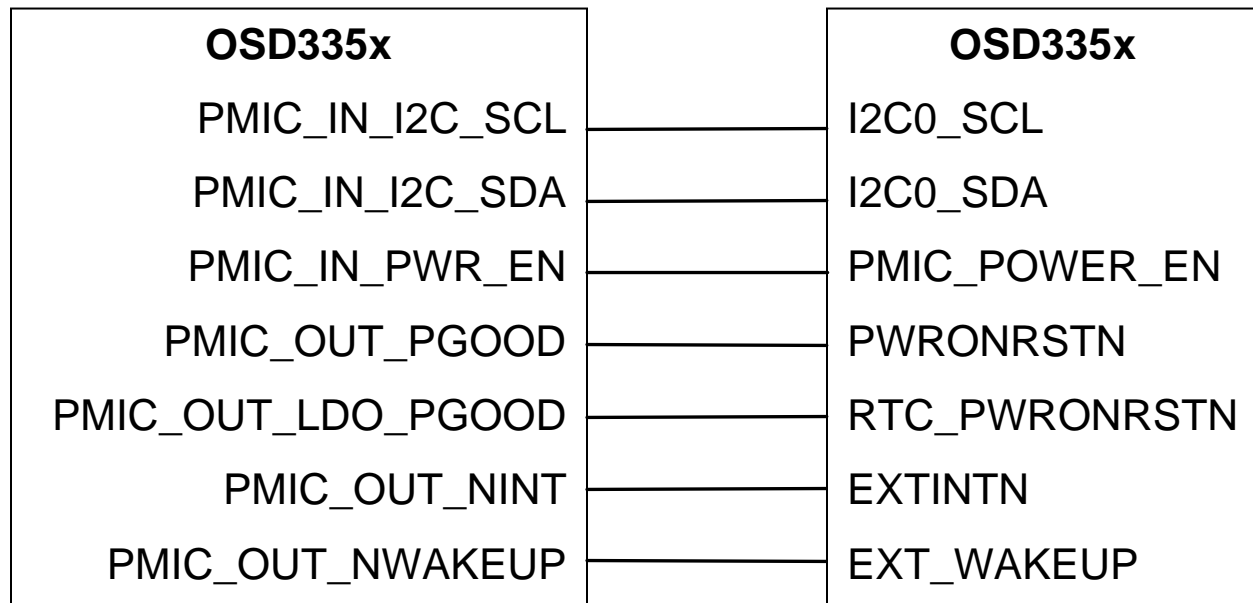 OSD335x OSD335x
PMIC_IN_I2C_SCL I2C0_SCL
PMIC_IN_I2C_SDA I2C0_SDA
PMIC_IN_PWR_EN PMIC_POWER_EN
PMIC_OUT_PGOOD PWRONRSTN
PMIC_OUT_LDO_PGOOD RTC_PWRONRSTN
PMIC_OUT_NINT EXTINTN
PMIC_OUT_NWAKEUP EXT_WAKEUP